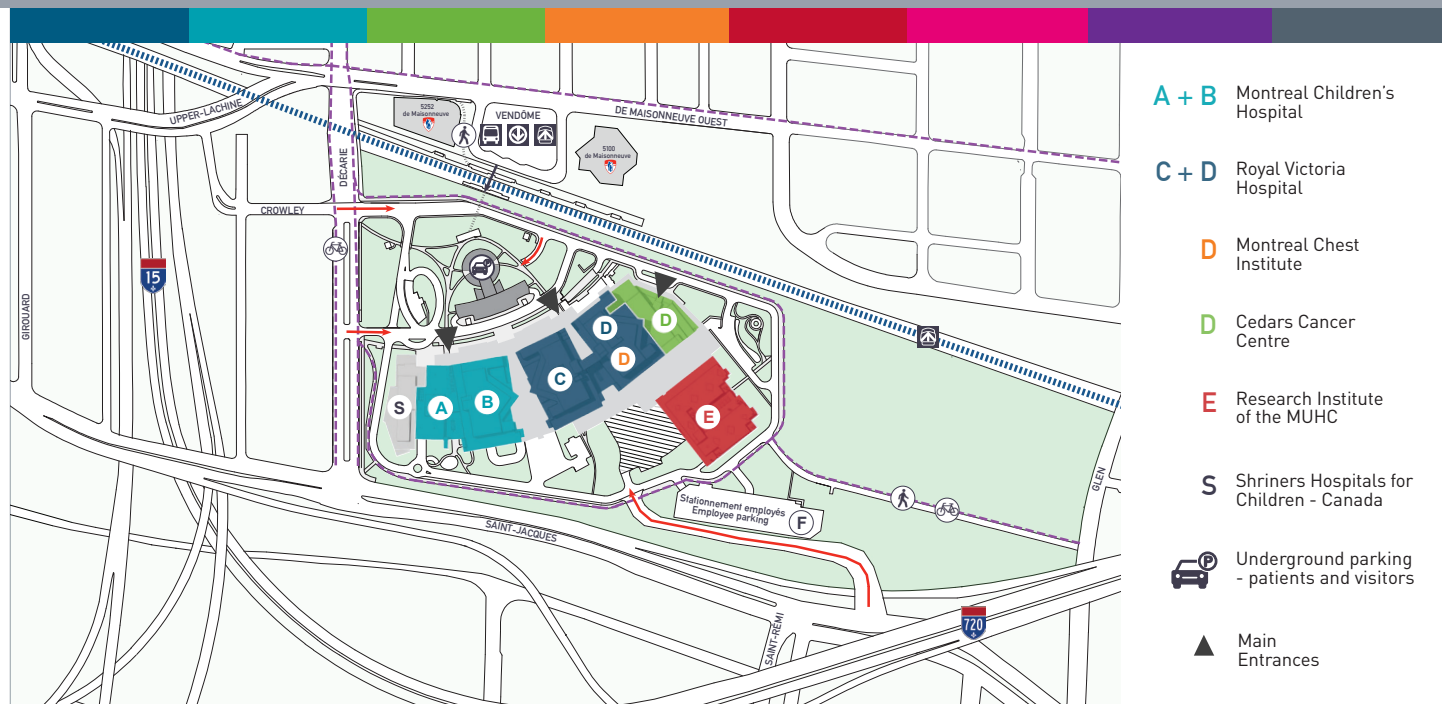 UPPER-LACHINE
DÉCARIE
5252
de Maisonneuve
VENDÔME
5100
de Maisonneuve
DE MAISONNEUVE OUEST
CROWLEY
15
GIROUARD
P
D
D
D
C
S
A
B
E
GLEN
Stationnement employés
Employee parking
F
SAINT-JACQUES
SAINT-RÉMI
720
A + B Montreal Children's
Hospital
C + D Royal Victoria
Hospital
D Montreal Chest
Institute
D Cedars Cancer
Centre
E Research Institute
of the MUHC
S Shriners Hospitals for
Children - Canada
P Underground parking
- patients and visitors
Main
Entrances